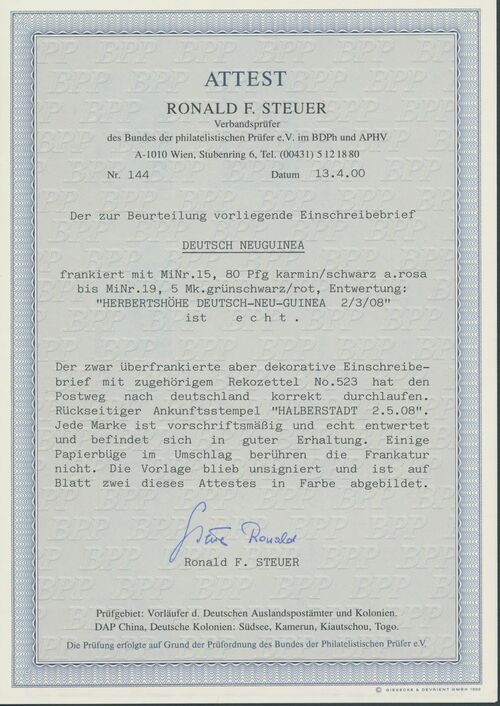 ATTEST
RONALD F. STEUER
Verbandsprüfer
des Bundes der philatelistischen Prüfer e.V. im BDPh und APHV
A-1010 Wien, Stubenring 6, Tel. (00431) 5 12 18 80
Nr. 144 Datum 13.4.00
Der zur Beurteilung vorliegende Einschreibebrief
DEUTSCH NEUGUINEA
frankiert mit MiNr.15, 80 Pfg karmin/schwarz a.rosa
bis MiNr.19, 5 Mk.grünschwarz/rot, Entwertung:
"HERBERTSHÖHE DEUTSCH-NEU-GUINEA 2/3/08"
ist e c h t .
Der zwar überfrankierte aber dekorative Einschreibe-
brief mit zugehörigem Rekozettel No.523 hat den
Postweg nach deutschland korrekt durchlaufen.
Rückseitiger Ankunftsstempel "HALBERSTADT 2.5.08".
Jede Marke ist vorschriftsmäßig und echt entwertet
und befindet sich in guter Erhaltung. Einige
Papierbüge im Umschlag berühren die Frankatur
nicht. Die Vorlage blieb unsigniert und ist auf
Blatt zwei dieses Attestes in Farbe abgebildet.
Steuer Ronald
Ronald F. STEUER
Prüfgebiet: Vorläufer d. Deutschen Auslandspostämter und Kolonien.
DAP China, Deutsche Kolonien: Südsee, Kamerun, Kiautschou, Togo.
Die Prüfung erfolgte auf Grund der Prüfordnung des Bundes der Philatelistischen Prüfer e.V.
© GIESECKE & DEVRIENT GMBH 1992